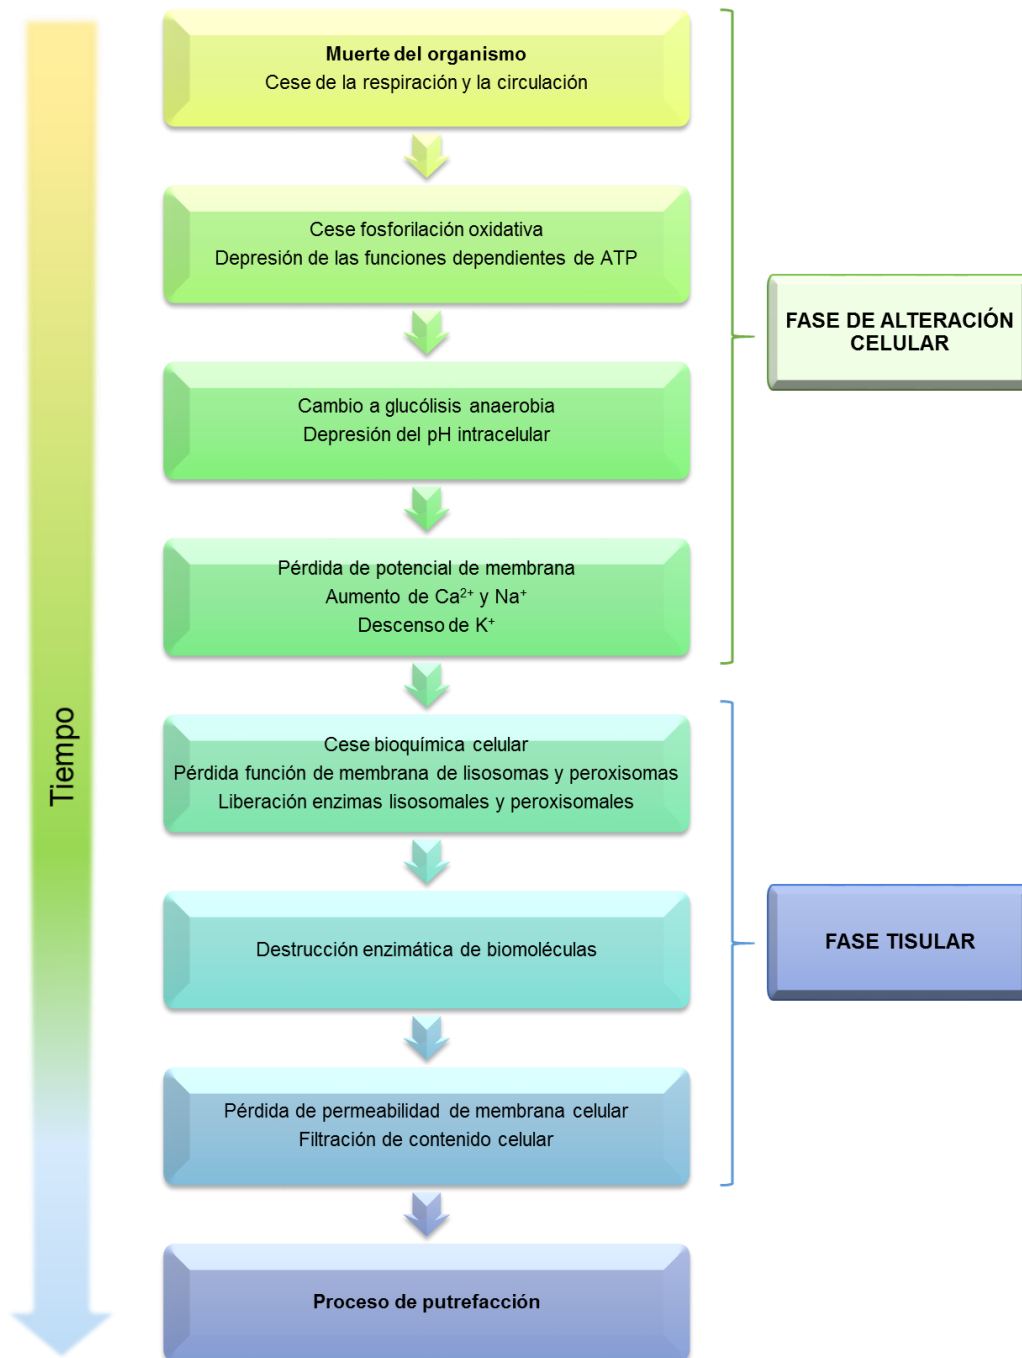 Muerte del organismo
Cese de la respiración y la circulación
Cese fosforilación oxidativa
Depresión de las funciones dependientes de ATP
FASE DE ALTERACIÓN
CELULAR
Cambio a glucólisis anaerobia
Depresión del pH intracelular
Pérdida de potencial de membrana
Aumento de Ca²⁺ y Na⁺
Descenso de K⁺
Tiempo
Cese bioquímica celular
Pérdida función de membrana de lisosomas y peroxisomas
Liberación enzimas lisosomales y peroxisomales
Destrucción enzimática de biomoléculas
FASE TISULAR
Pérdida de permeabilidad de membrana celular
Filtración de contenido celular
Proceso de putrefacción